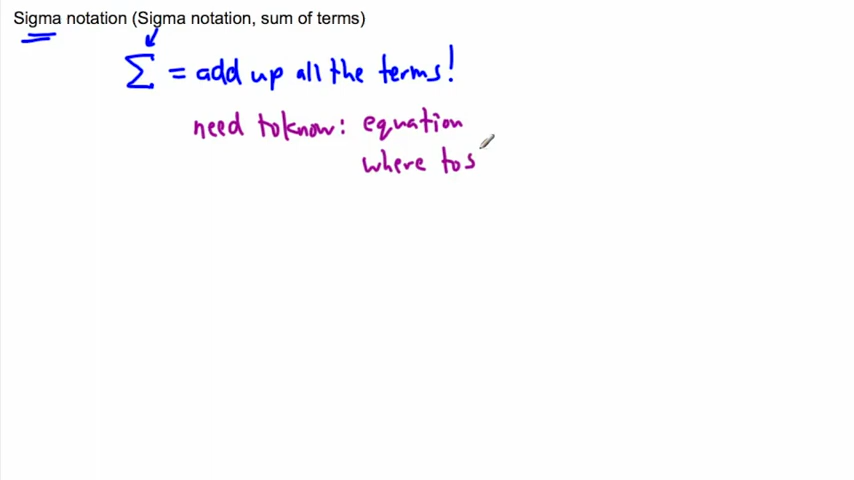 Sigma notation (Sigma notation, sum of terms)
Σ = add up all the terms!
need to know: equation
where to s